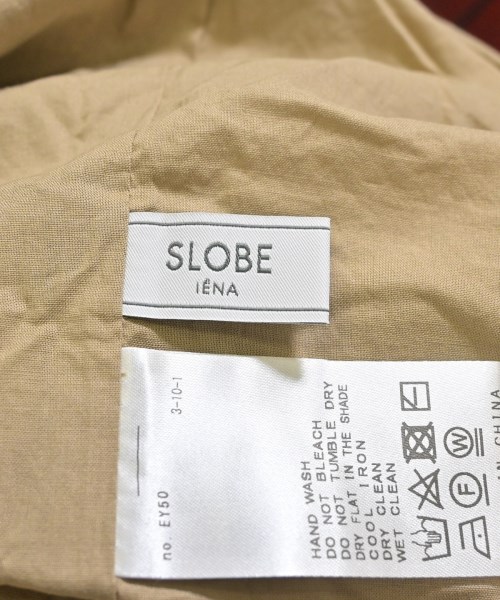 SLOBE
IÉNA
3-10-1
no. EY50
HAND WASH
DO NOT BLEACH
DO NOT TUMBLE DRY
DRY FLAT IN THE SHADE
COOL IRON
DRY CLEAN
WET CLEAN
W
F
IN CHINA